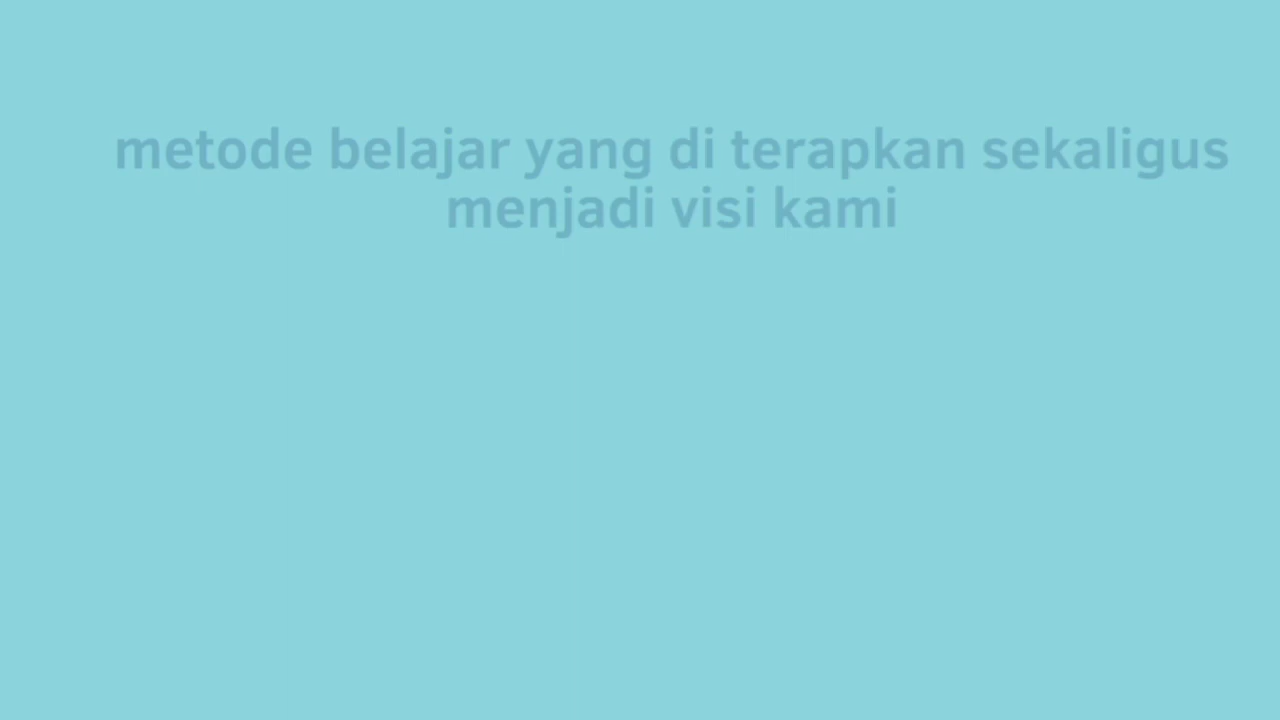 metode belajar yang di terapkan sekaligus
menjadi visi kami